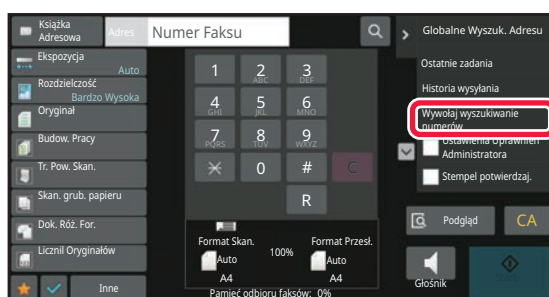 Książka
Adresowa
Adres
Numer Faksu
Globalne Wyszuk. Adresu
Ekspozycja
Auto
Rozdzielczość
Bardzo Wysoka
Oryginał
Budow. Pracy
Tr. Pow. Skan.
Skan. grub. papieru
Dok. Róż. For.
Licznil Oryginałów
Inne
1
2
ABC
3
DEF
4
GHI
5
JKL
6
MNO
7
PQRS
8
TUV
9
WXYZ
0
#
C
R
Format Skan.
100%
Format Przesł.
Auto
Auto
A4
A4
Pamięć odbioru faksów: 0%
Ostatnie zadania
Historia wysyłania
Wywołaj wyszukiwanie
numerów
Ustawienia Uprawnień
Administratora
Stempel potwierdzaj.
Podgląd
CA
Głośnik